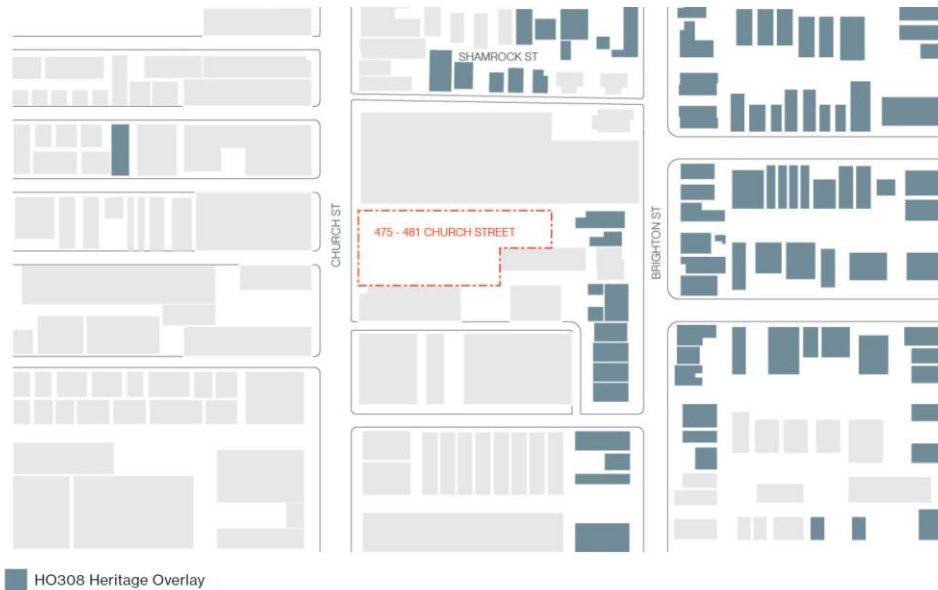 SHAMROCK ST
CHURCH ST
475 - 481 CHURCH STREET
BRIGHTON ST
HO308 Heritage Overlay